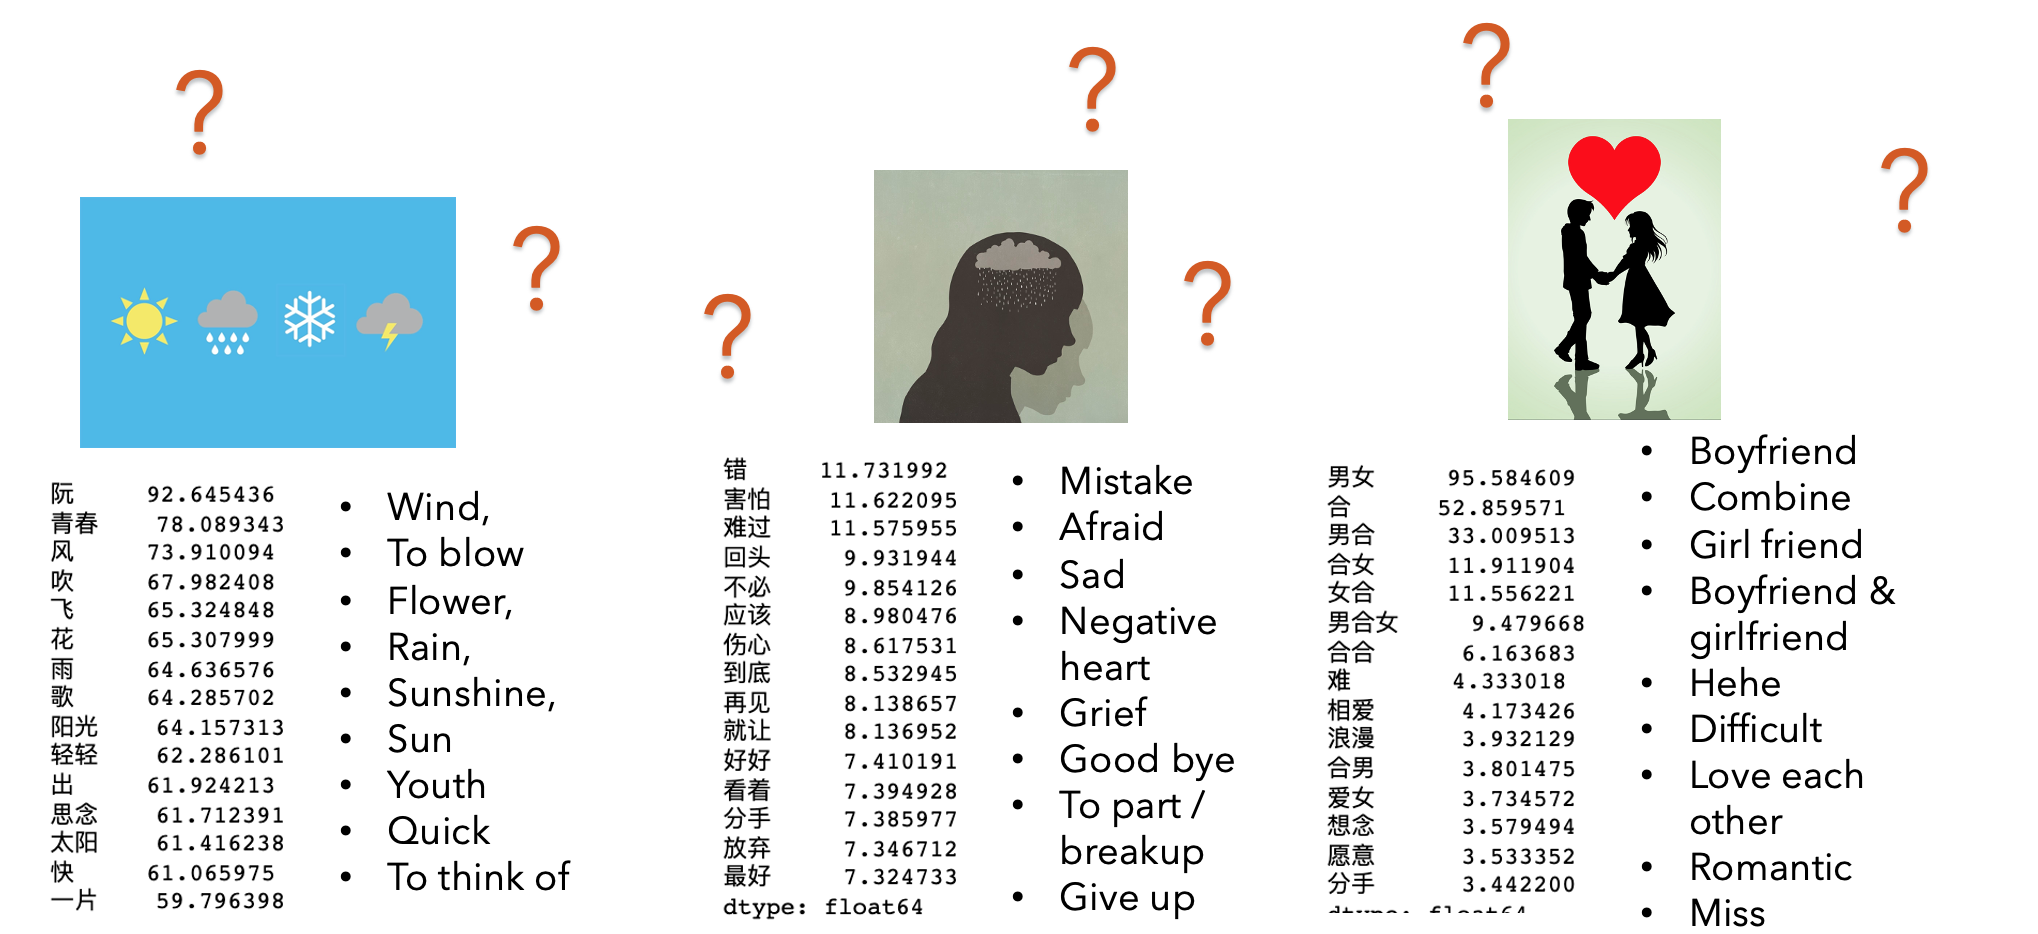 ?
?
?
?
?
?
?
阮 92.645436
青春 78.089343
风 73.910094
吹 67.982408
飞 65.324848
花 65.307999
雨 64.636576
歌 64.285702
阳光 64.157313
轻轻 62.286101
出 61.924213
思念 61.712391
太阳 61.416238
快 61.065975
一片 59.796398
• Wind,
• To blow
• Flower,
• Rain,
• Sunshine,
• Sun
• Youth
• Quick
• To think of
错 11.731992
害怕 11.622095
难过 11.575955
回头 9.931944
不必 9.854126
应该 8.980476
伤心 8.617531
到底 8.532945
再见 8.138657
就让 8.136952
好好 7.410191
看着 7.394928
分手 7.385977
放弃 7.346712
最好 7.324733
dtype: float64
• Mistake
• Afraid
• Sad
• Negative
heart
• Grief
• Good bye
• To part /
breakup
• Give up
男女 95.584609
合 52.859571
男合 33.009513
合女 11.911904
女合 11.556221
男合女 9.479668
合合 6.163683
难 4.333018
相爱 4.173426
浪漫 3.932129
合男 3.801475
爱女 3.734572
想念 3.579494
愿意 3.533352
分手 3.442200
dtype: float64
• Boyfriend
• Combine
• Girl friend
• Boyfriend &
girlfriend
• Hehe
• Difficult
• Love each
other
• Romantic
• Miss